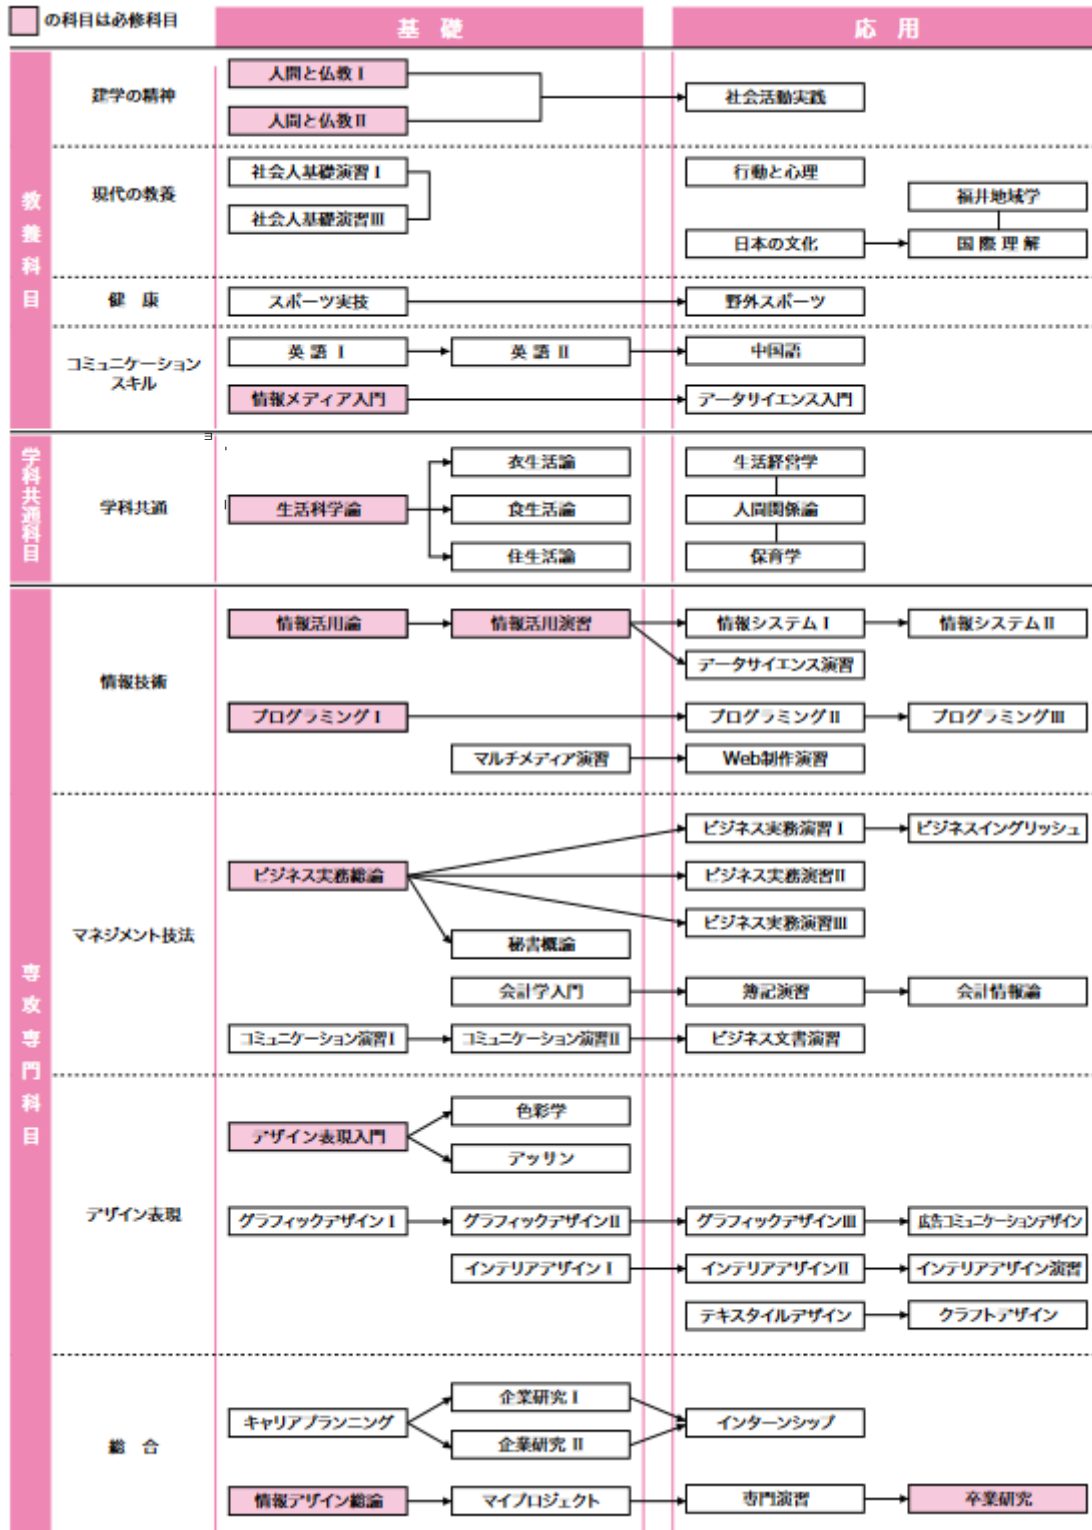 の科目は必修科目
基 礎
応 用
教養科目
建学の精神
人間と仏教 I
人間と仏教 II
社会活動実践
現代の教養
社会人基礎演習 I
社会人基礎演習III
行動と心理
福井地域学
日本の文化
国 際 理 解
健 康
スポーツ実技
野外スポーツ
コミュニケーション
スキル
英 語 I
英 語 II
中国語
情報メディア入門
データリイエンス入門
学科共通科目
学科共通
生活科学論
衣生活論
食生活論
住生活論
生活経営学
人間関係論
保育学
専攻専門科目
情報技術
情報活用論
情報活用演習
情報システム I
情報システム II
データサイエンス演習
プログラミング I
プログラミング II
プログラミング III
マルチメディア演習
Web制作演習
マネジメント技法
ビジネス実務総論
ビジネス実務演習 I
ビジネスイングリッシュ
ビジネス実務演習II
ビジネス実務演習III
秘書概論
会計学入門
簿記演習
会計情報論
コミュニケーション演習I
コミュニケーション演習II
ビジネス文書演習
デザイン表現
デザイン表現入門
色彩学
デッサン
グラフィックデザイン I
グラフィックデザインII
グラフィックデザインIII
広告コミュニケーションデザイン
インテリアデザイン I
インテリアデザインII
インテリアデザイン演習
テキスタイルデザイン
クラフトデザイン
総 合
キャリアプランニング
企業研究 I
企業研究 II
インターンシップ
情報デザイン総論
マイプロジェクト
専門演習
卒業研究